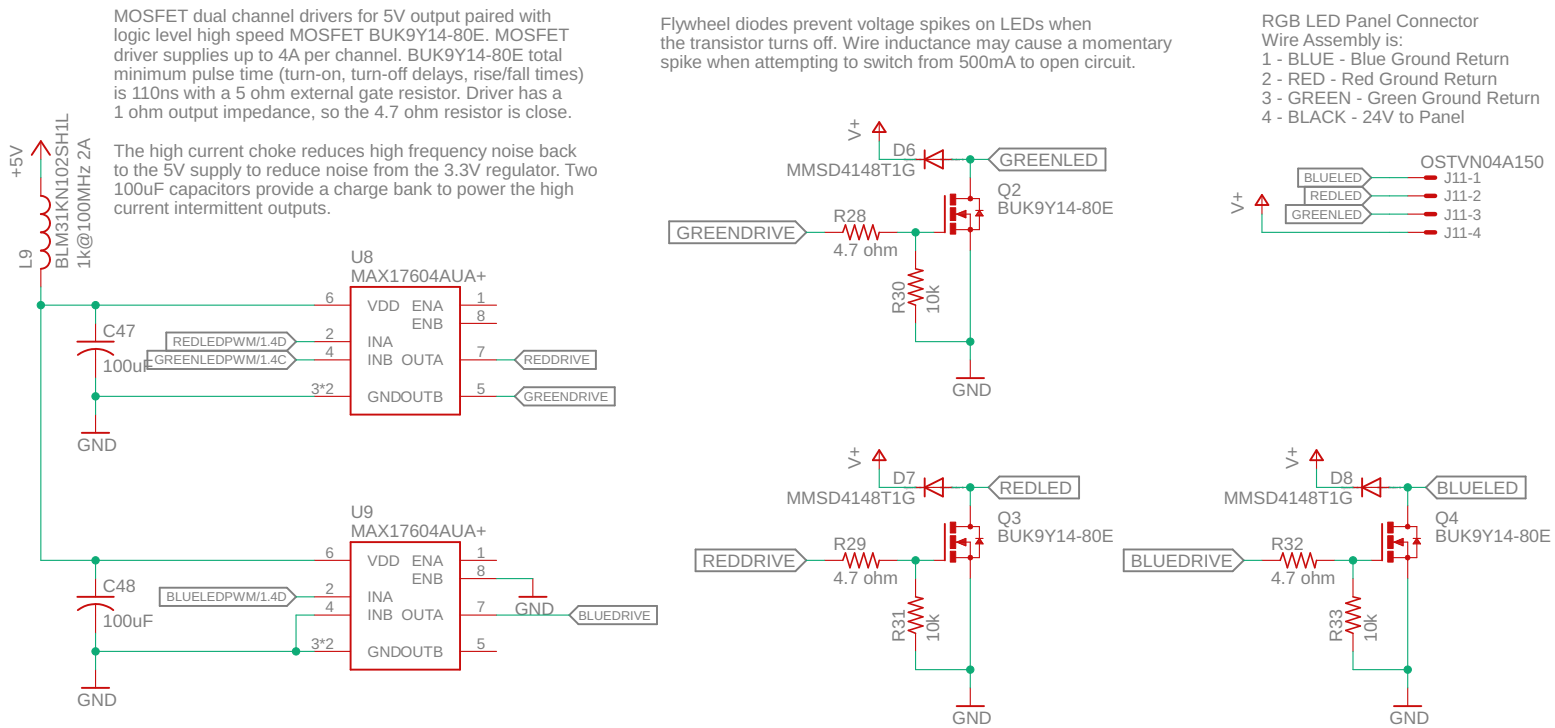 MOSFET dual channel drivers for 5V output paired with
logic level high speed MOSFET BUK9Y14-80E. MOSFET
driver supplies up to 4A per channel. BUK9Y14-80E total
minimum pulse time (turn-on, turn-off delays, rise/fall times)
is 110ns with a 5 ohm external gate resistor. Driver has a
1 ohm output impedance, so the 4.7 ohm resistor is close.
The high current choke reduces high frequency noise back
to the 5V supply to reduce noise from the 3.3V regulator. Two
100uF capacitors provide a charge bank to power the high
current intermittent outputs.
+5V
L9
BLM31KN102SH1L
1k@100MHz 2A
U8
MAX17604AUA+
6 VDD ENA 1
ENB 8
REDLEDPWM/1.4D 2 INA
GREENLEDPWM/1.4C 4 INB OUTA 7 REDDRIVE
3*2 GNDOUTB 5 GREENDRIVE
C47
100uF
GND
U9
MAX17604AUA+
6 VDD ENA 1
ENB 8
GND
BLUELEDPWM/1.4D 2 INA
4 INB OUTA 7 BLUEDRIVE
3*2 GNDOUTB 5
C48
100uF
GND
Flywheel diodes prevent voltage spikes on LEDs when
the transistor turns off. Wire inductance may cause a momentary
spike when attempting to switch from 500mA to open circuit.
V+
D6
MMSD4148T1G
GREENLED
Q2
BUK9Y14-80E
GREENDRIVE
R28
4.7 ohm
R30
10k
GND
V+
D7
MMSD4148T1G
REDLED
Q3
BUK9Y14-80E
REDDRIVE
R29
4.7 ohm
R31
10k
GND
RGB LED Panel Connector
Wire Assembly is:
1 - BLUE - Blue Ground Return
2 - RED - Red Ground Return
3 - GREEN - Green Ground Return
4 - BLACK - 24V to Panel
OSTVN04A150
BLUELED J11-1
REDLED J11-2
GREENLED J11-3
V+ J11-4
V+
D8
MMSD4148T1G
BLUELED
Q4
BUK9Y14-80E
BLUEDRIVE
R32
4.7 ohm
R33
10k
GND